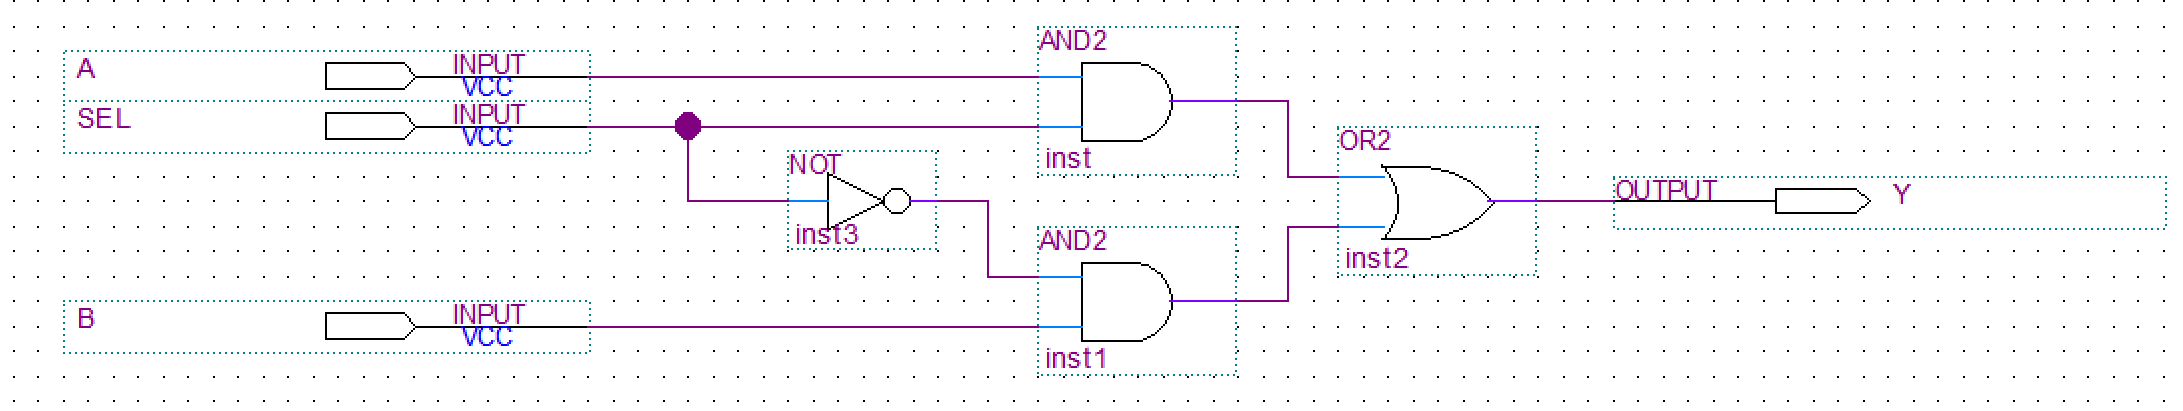 A
INPUT
VCC
SEL
INPUT
VCC
B
INPUT
VCC
NOT
inst3
AND2
inst
AND2
inst1
OR2
inst2
OUTPUT
Y